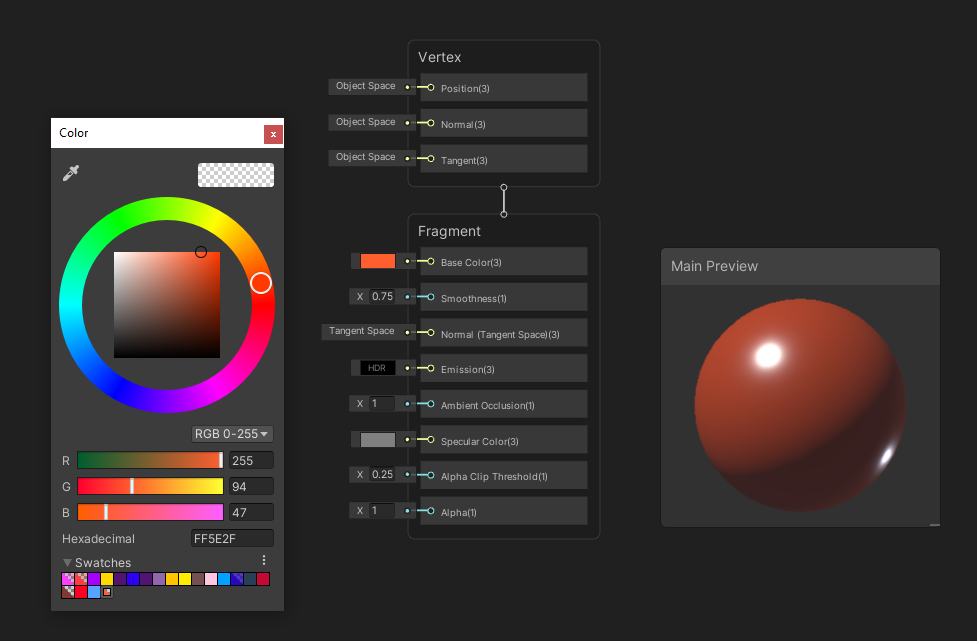 Color
x
RGB 0-255
R
255
G
94
B
47
Hexadecimal
FF5E2F
Swatches
Vertex
Object Space
Position(3)
Object Space
Normal(3)
Object Space
Tangent(3)
Fragment
Base Color(3)
X 0.75
Smoothness(1)
Tangent Space
Normal (Tangent Space)(3)
HDR
Emission(3)
X 1
Ambient Occlusion(1)
Specular Color(3)
X 0.25
Alpha Clip Threshold(1)
X 1
Alpha(1)
Main Preview